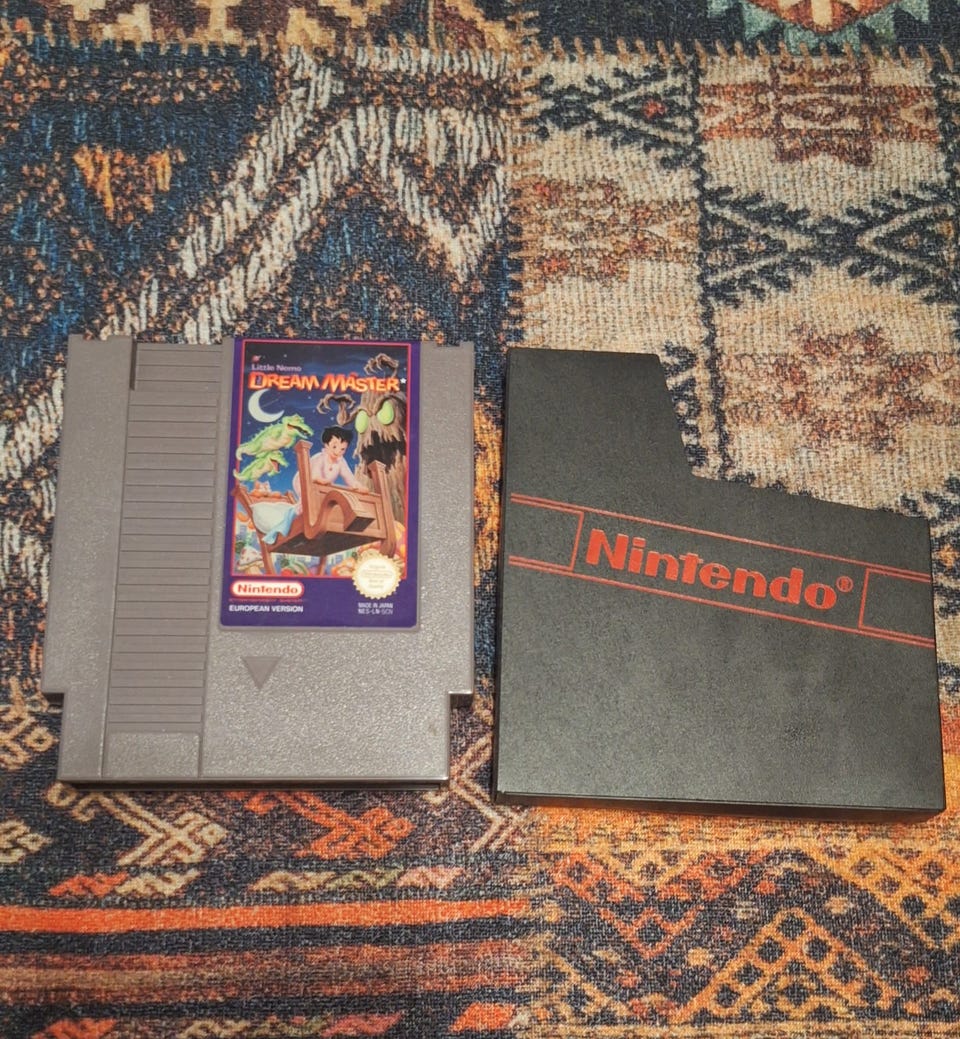 Little Nemo
DREAM MASTER
Nintendo
EUROPEAN VERSION
MADE IN JAPAN
NES-LN-SCN
Nintendo®